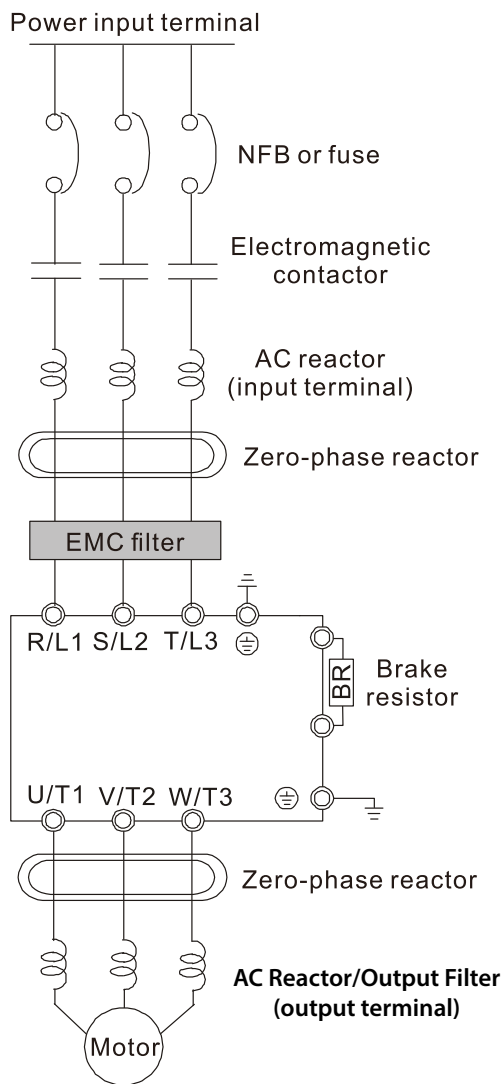 Power input terminal
NFB or fuse
Electromagnetic
contactor
AC reactor
(input terminal)
Zero-phase reactor
EMC filter
R/L1 S/L2 T/L3
BR
Brake
resistor
U/T1 V/T2 W/T3
Zero-phase reactor
AC Reactor/Output Filter
(output terminal)
Motor